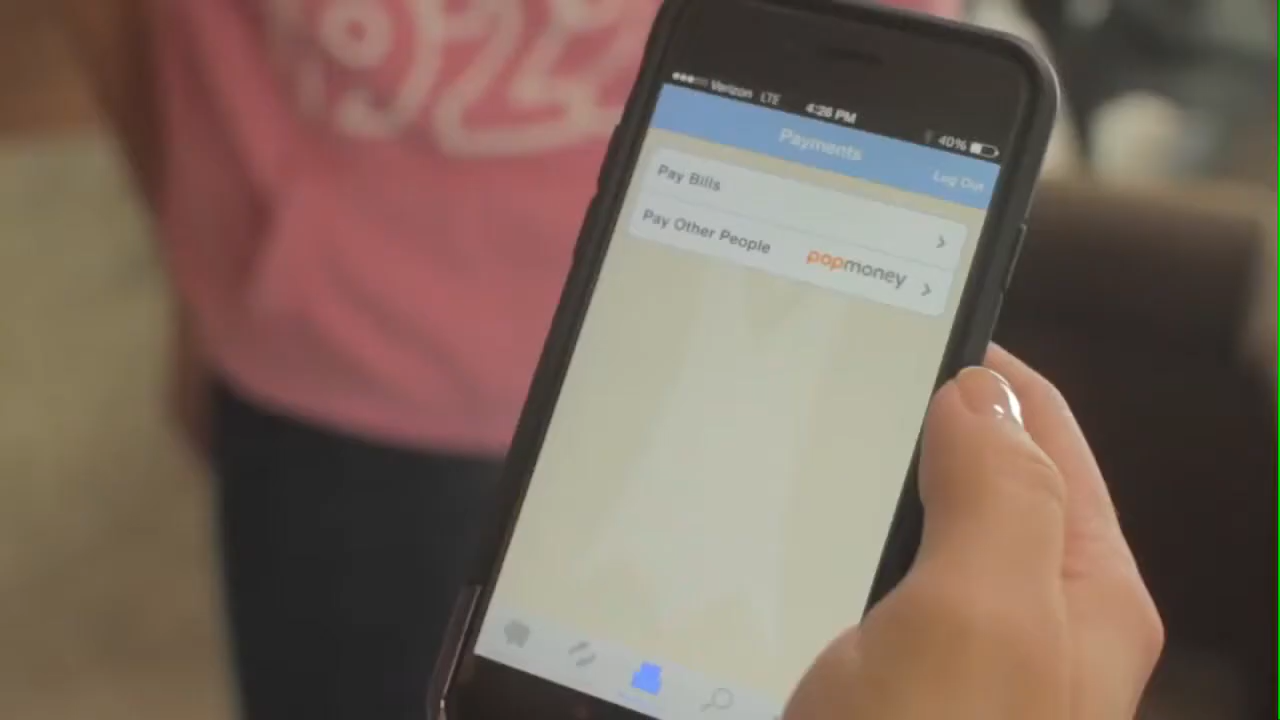 Verizon LTE 4:26 PM 40%
Payments
Log Out
Pay Bills
Pay Other People popmoney